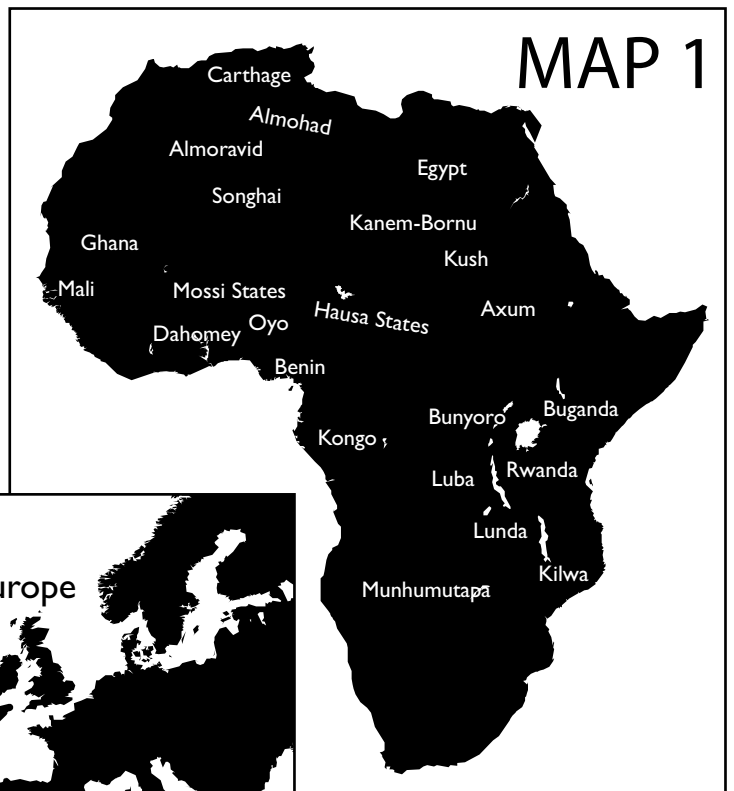 MAP 1
Carthage
Almohad
Almoravid
Egypt
Songhai
Kanem-Bornu
Ghana
Kush
Mali
Mossi States
Axum
Hausa States
Oyo
Dahomey
Benin
Buganda
Bunyoro
Kongo
Rwanda
Luba
Lunda
Kilwa
Munhumutapa